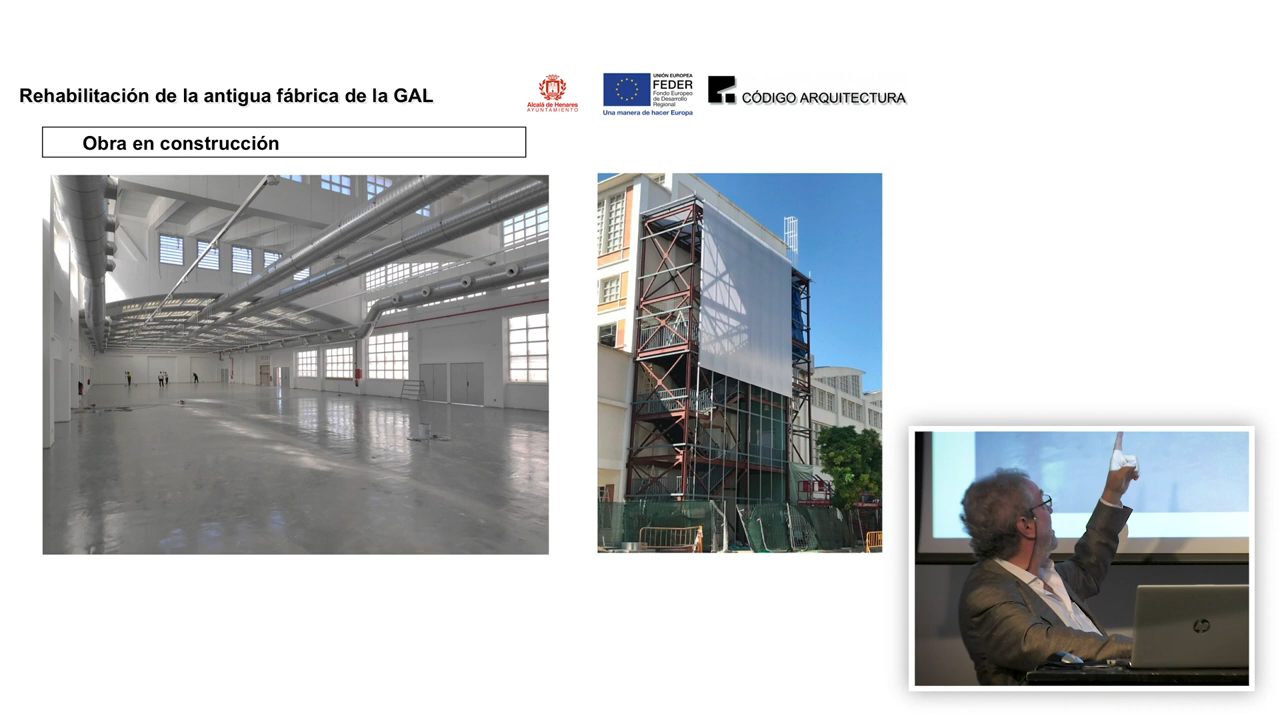 Rehabilitación de la antigua fábrica de la GAL
Alcalá de Henares
AYUNTAMIENTO
UNIÓN EUROPEA
FEDER
Fondo Europeo
de Desarrollo
Regional
Una manera de hacer Europa
CÓDIGO ARQUITECTURA
Obra en construcción
hp